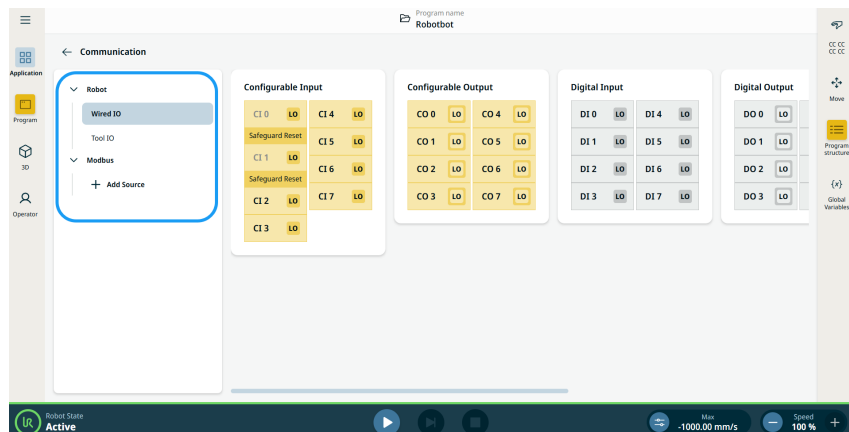 Program name
Robotbot
Communication
Application
Program
3D
Operator
Robot
Wired IO
Tool IO
Modbus
+ Add Source
Configurable Input
CI 0 LO CI 4 LO
Safeguard Reset
CI 5 LO
CI 1 LO
CI 6 LO
Safeguard Reset
CI 2 LO CI 7 LO
CI 3 LO
Configurable Output
CO 0 LO CO 4 LO
CO 1 LO CO 5 LO
CO 2 LO CO 6 LO
CO 3 LO CO 7 LO
Digital Input
DI 0 LO DI 4 LO
DI 1 LO DI 5 LO
DI 2 LO DI 6 LO
DI 3 LO DI 7 LO
Digital Output
DO 0 LO
DO 1 LO
DO 2 LO
DO 3 LO
CC CC
CC CC
Move
Program
structure
{x}
Global
Variables
UR
Robot State
Active
Max
-1000.00 mm/s
Speed
100 %